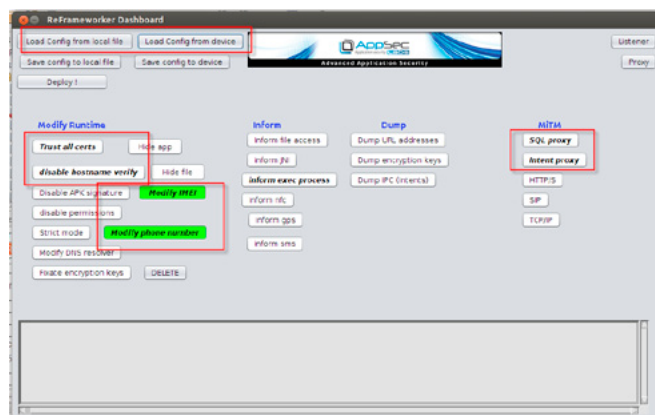 ReFrameworker Dashboard
Load Config from local file
Load Config from device
AppSec
Listener
Save config to local file
Save config to device
Advanced Application Security
Proxy
Deploy !
Modify Runtime
Inform
Dump
MiTM
Trust all certs
Hide app
inform file access
Dump URL addresses
SQL proxy
inform JNI
Dump encryption keys
Intent proxy
disable hostname verify
Hide file
inform exec process
Dump IPC (intents)
HTTP/S
Disable APK signature
Modify IMEI
inform nfc
SIP
disable permissions
inform gps
TCP/IP
Strict mode
Modify phone number
inform sms
Modify DNS resolver
Fixate encryption keys
DELETE